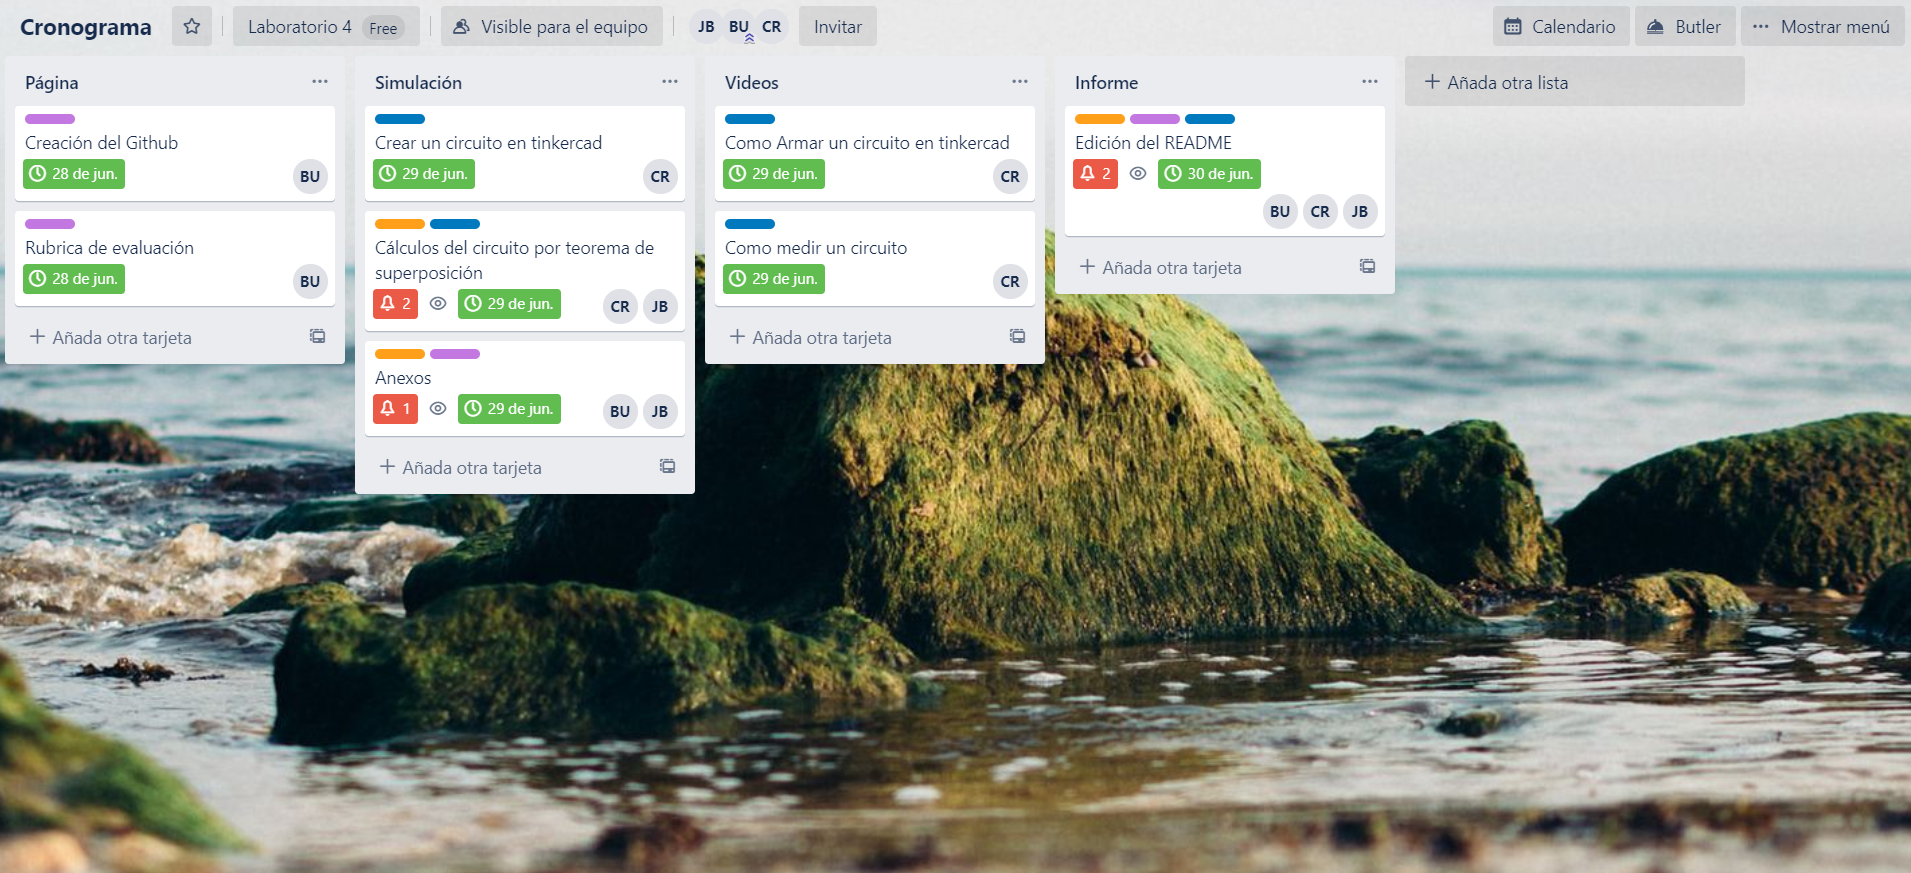 Cronograma
Laboratorio 4 Free
Visible para el equipo
JB BU CR
Invitar
Calendario
Butler
Mostrar menú
Página
Creación del Github
28 de jun.
BU
Rubrica de evaluación
28 de jun.
BU
Añada otra tarjeta
Simulación
Crear un circuito en tinkercad
29 de jun.
CR
Cálculos del circuito por teorema de
superposición
2 29 de jun.
CR JB
Anexos
1 29 de jun.
BU JB
Añada otra tarjeta
Videos
Como Armar un circuito en tinkercad
29 de jun.
CR
Como medir un circuito
29 de jun.
CR
Añada otra tarjeta
Informe
Edición del README
2 30 de jun.
BU CR JB
Añada otra tarjeta
Añada otra lista